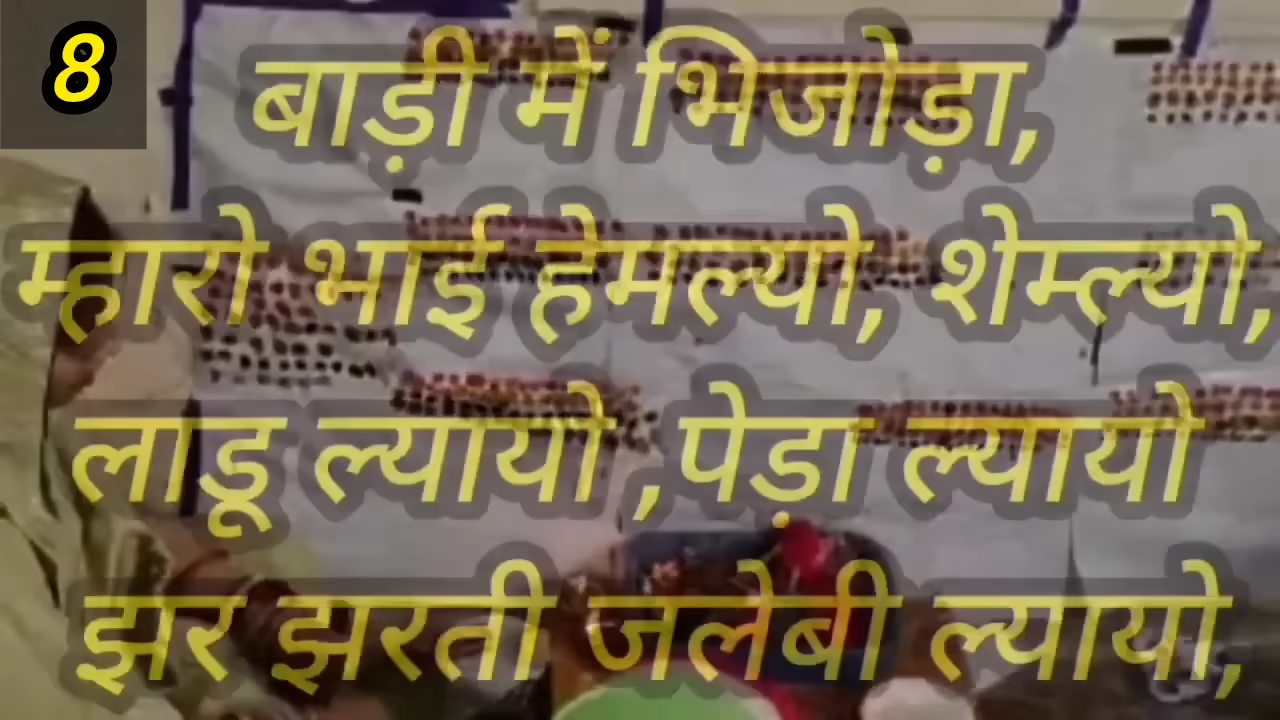 8
बाड़ी में भिजोड़ा,
म्हारो भाई हेमल्यो, शेम्ल्यो,
लाडू ल्यायो ,पेड़ा ल्यायो
झर झरती जलेबी ल्यायो,